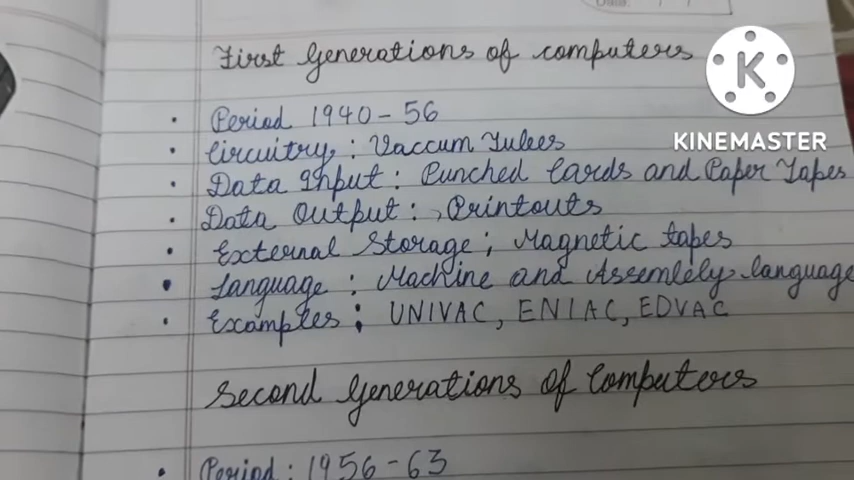 Date:
First Generations of computers
K
KINEMASTER
• Period 1940-56
• Circuitry : Vaccum Tubes
• Data Input : Punched Cards and Paper Tapes
• Data Output : Printouts
• External Storage ; Magnetic tapes
• Language : Machine and Assembly language
• Examples : UNIVAC, ENIAC, EDVAC
Second Generations of Computers
• Period : 1956-63